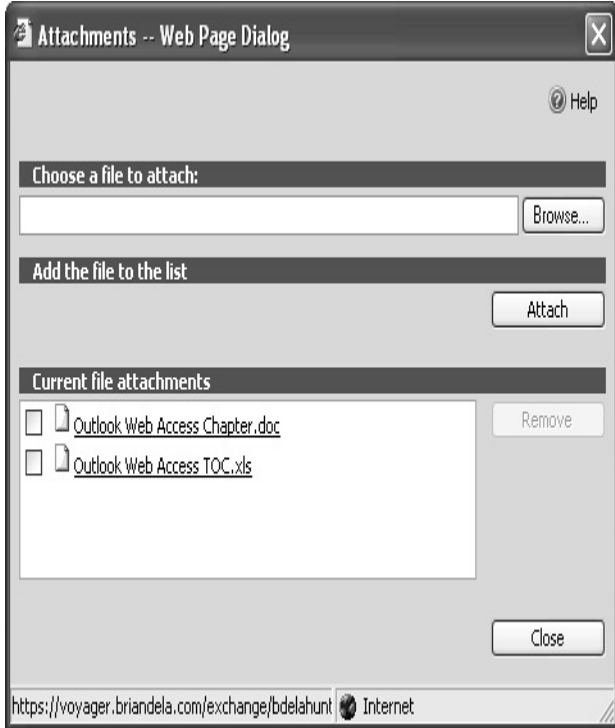 Attachments -- Web Page Dialog
Help
Choose a file to attach:
Browse...
Add the file to the list
Attach
Current file attachments
Outlook Web Access Chapter.doc
Remove
Outlook Web Access TOC.xls
Close
https://voyager.briandela.com/exchange/bdelahunt
Internet